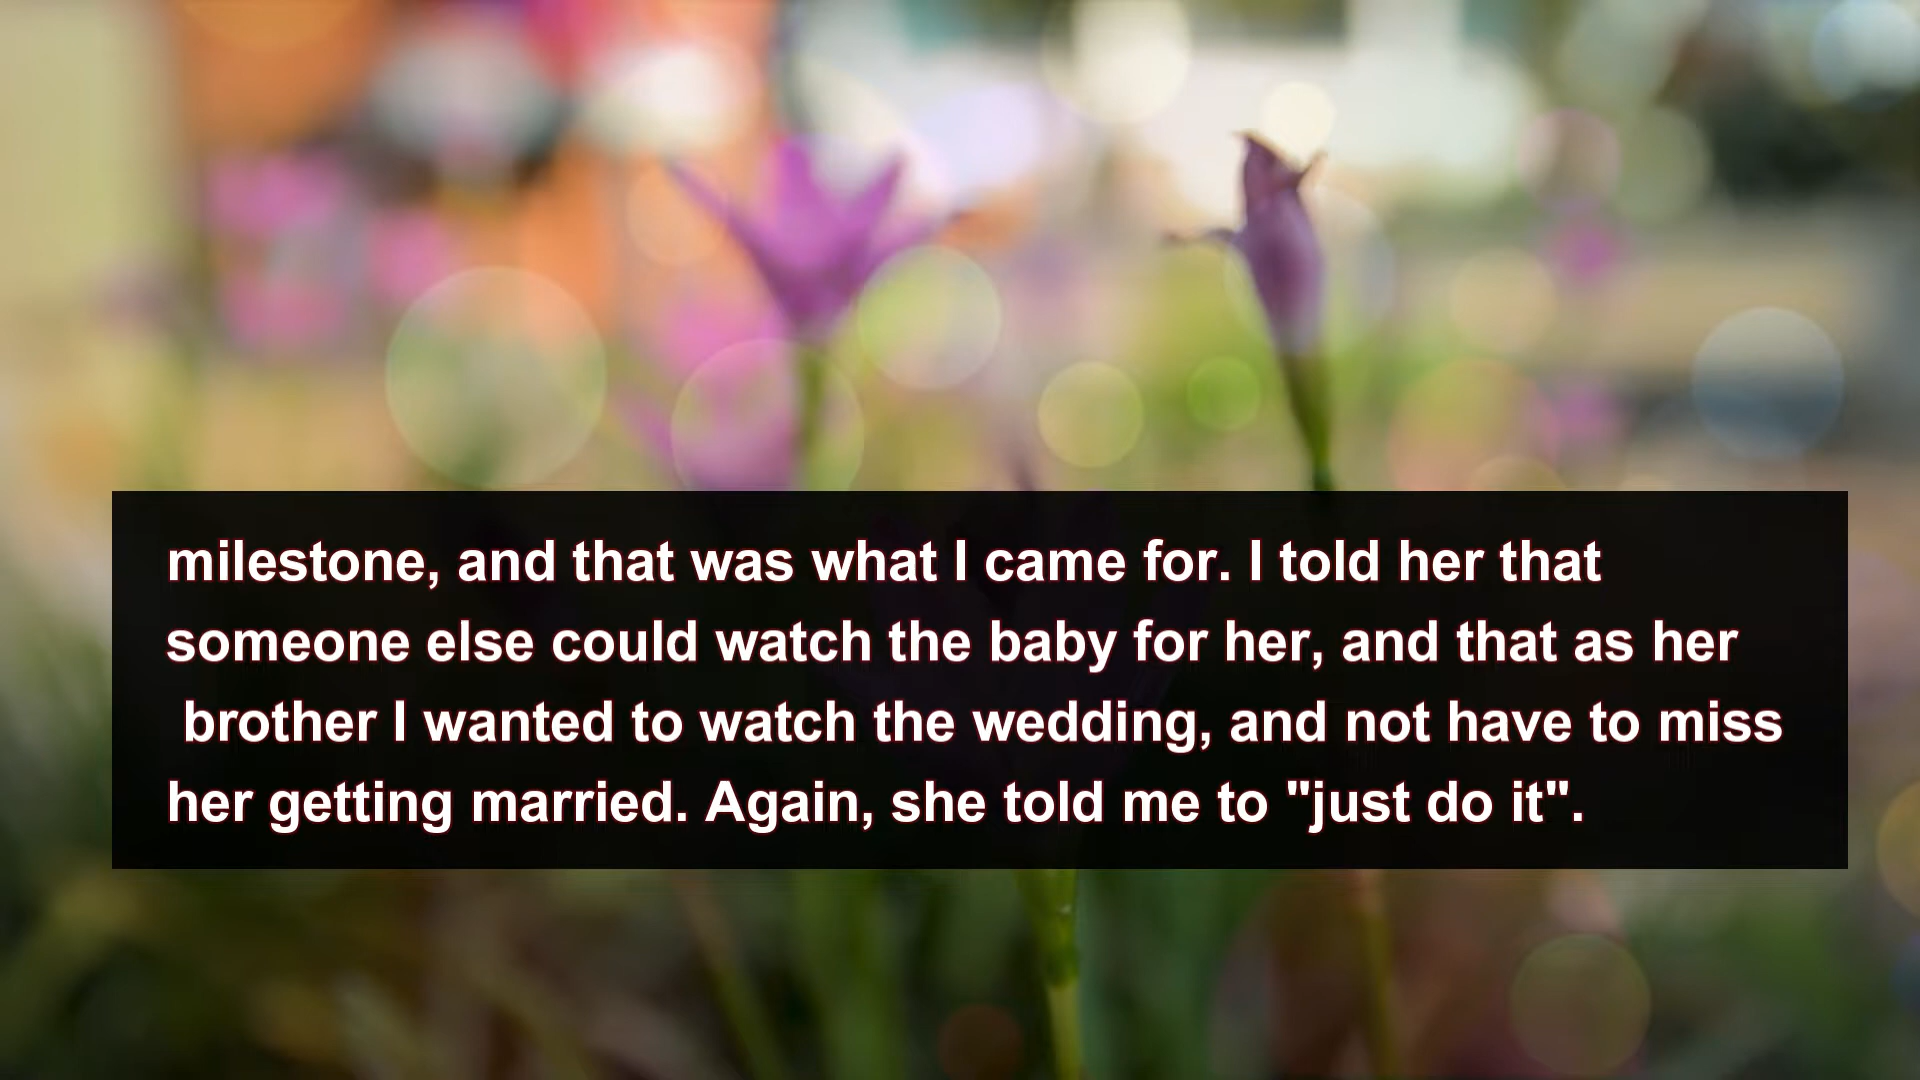 milestone, and that was what I came for. I told her that
someone else could watch the baby for her, and that as her
brother I wanted to watch the wedding, and not have to miss
her getting married. Again, she told me to "just do it".